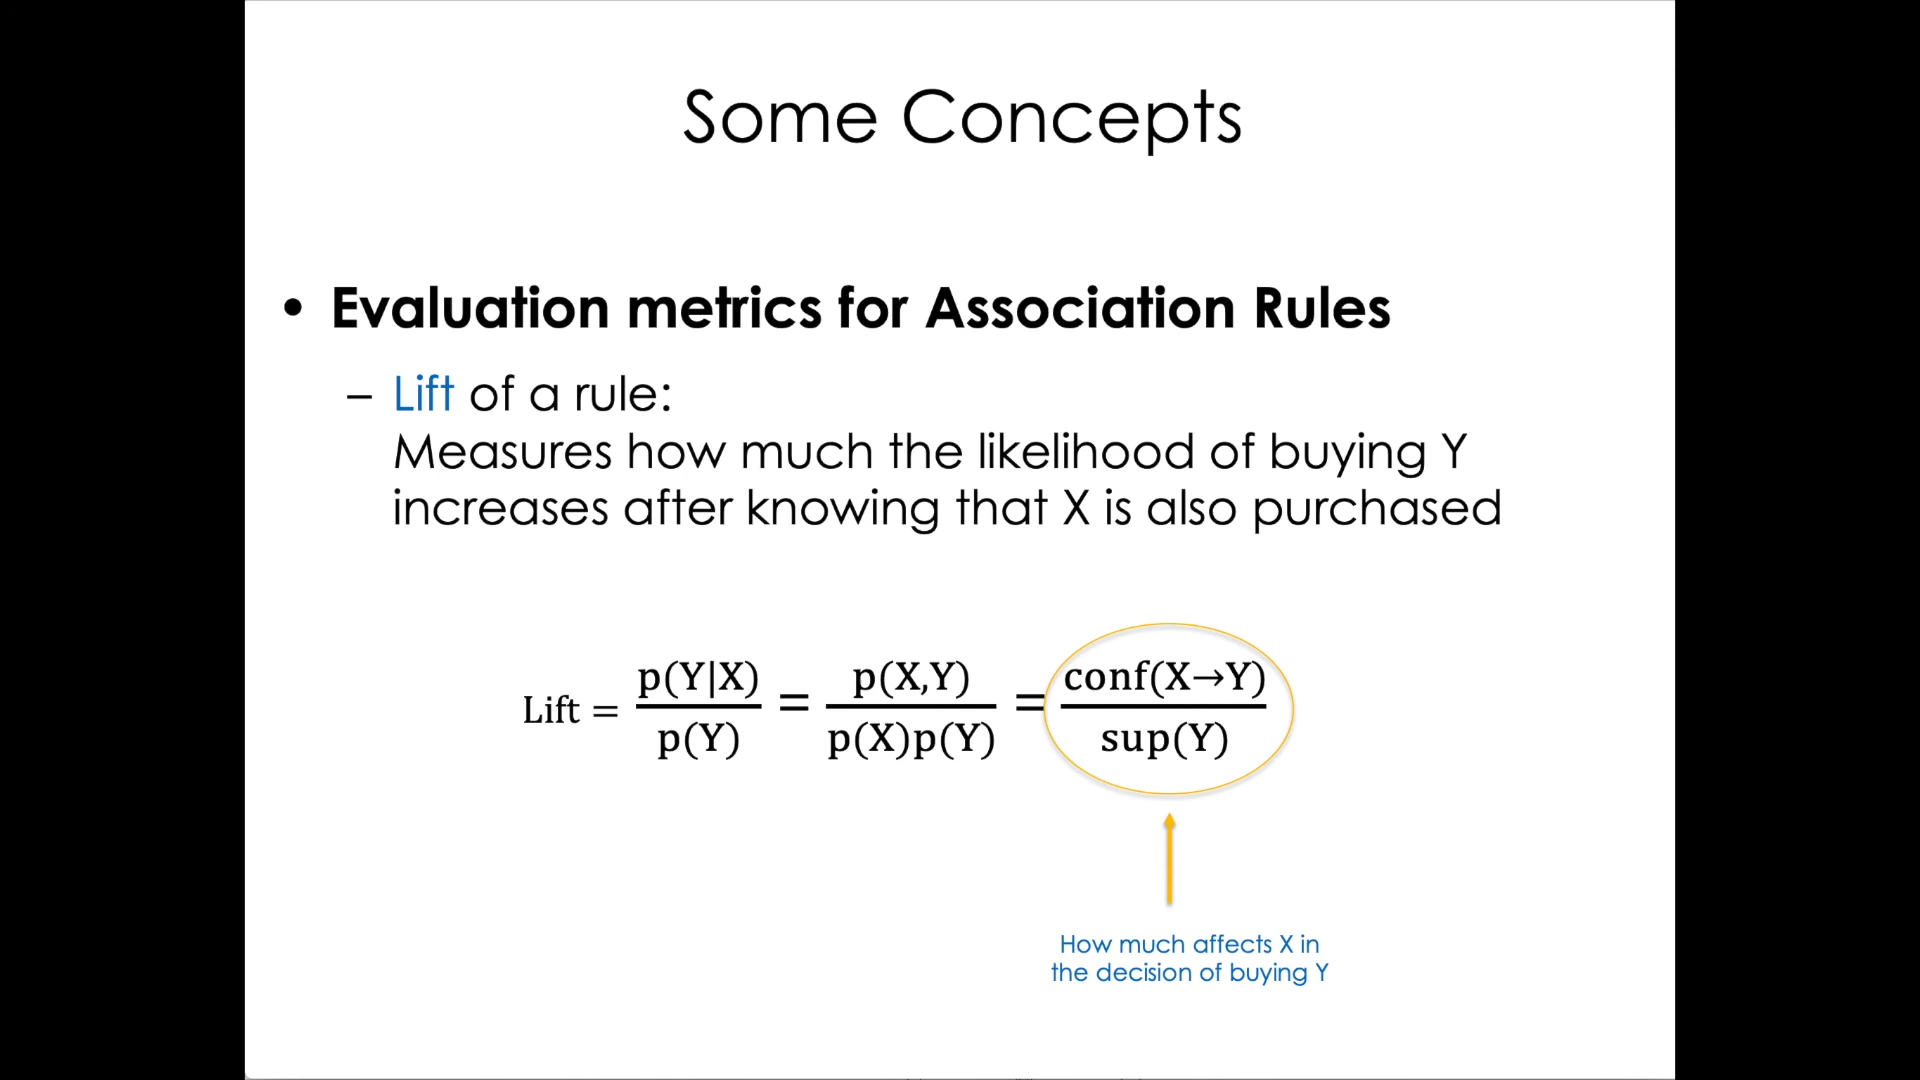 Some Concepts
• Evaluation metrics for Association Rules
– Lift of a rule:
Measures how much the likelihood of buying Y
increases after knowing that X is also purchased
Lift = p(Y|X)/p(Y) = p(X,Y)/p(X)p(Y) = conf(X→Y)/sup(Y)
How much affects X in
the decision of buying Y